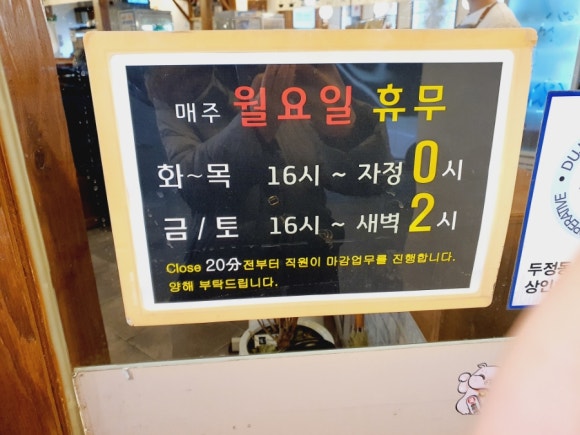 매주 월요일 휴무
화~목 16시 ~ 자정 0시
금/토 16시 ~ 새벽 2시
Close 20分전부터 직원이 마감업무를 진행합니다.
양해 부탁드립니다.
DU
ERATIVE
두정동
상인